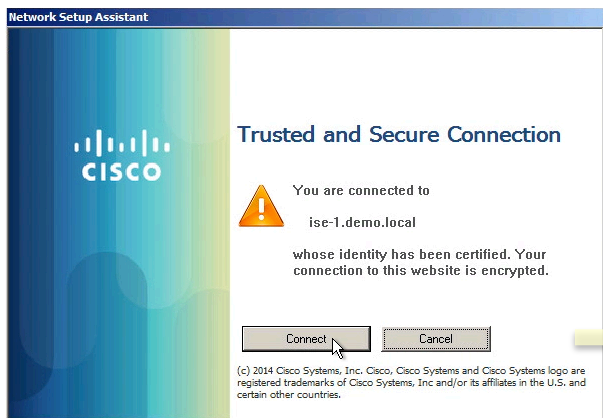 Network Setup Assistant
CISCO
Trusted and Secure Connection
You are connected to
ise-1.demo.local
whose identity has been certified. Your
connection to this website is encrypted.
Connect
Cancel
(c) 2014 Cisco Systems, Inc. Cisco, Cisco Systems and Cisco Systems logo are
registered trademarks of Cisco Systems, Inc and/or its affiliates in the U.S. and
certain other countries.